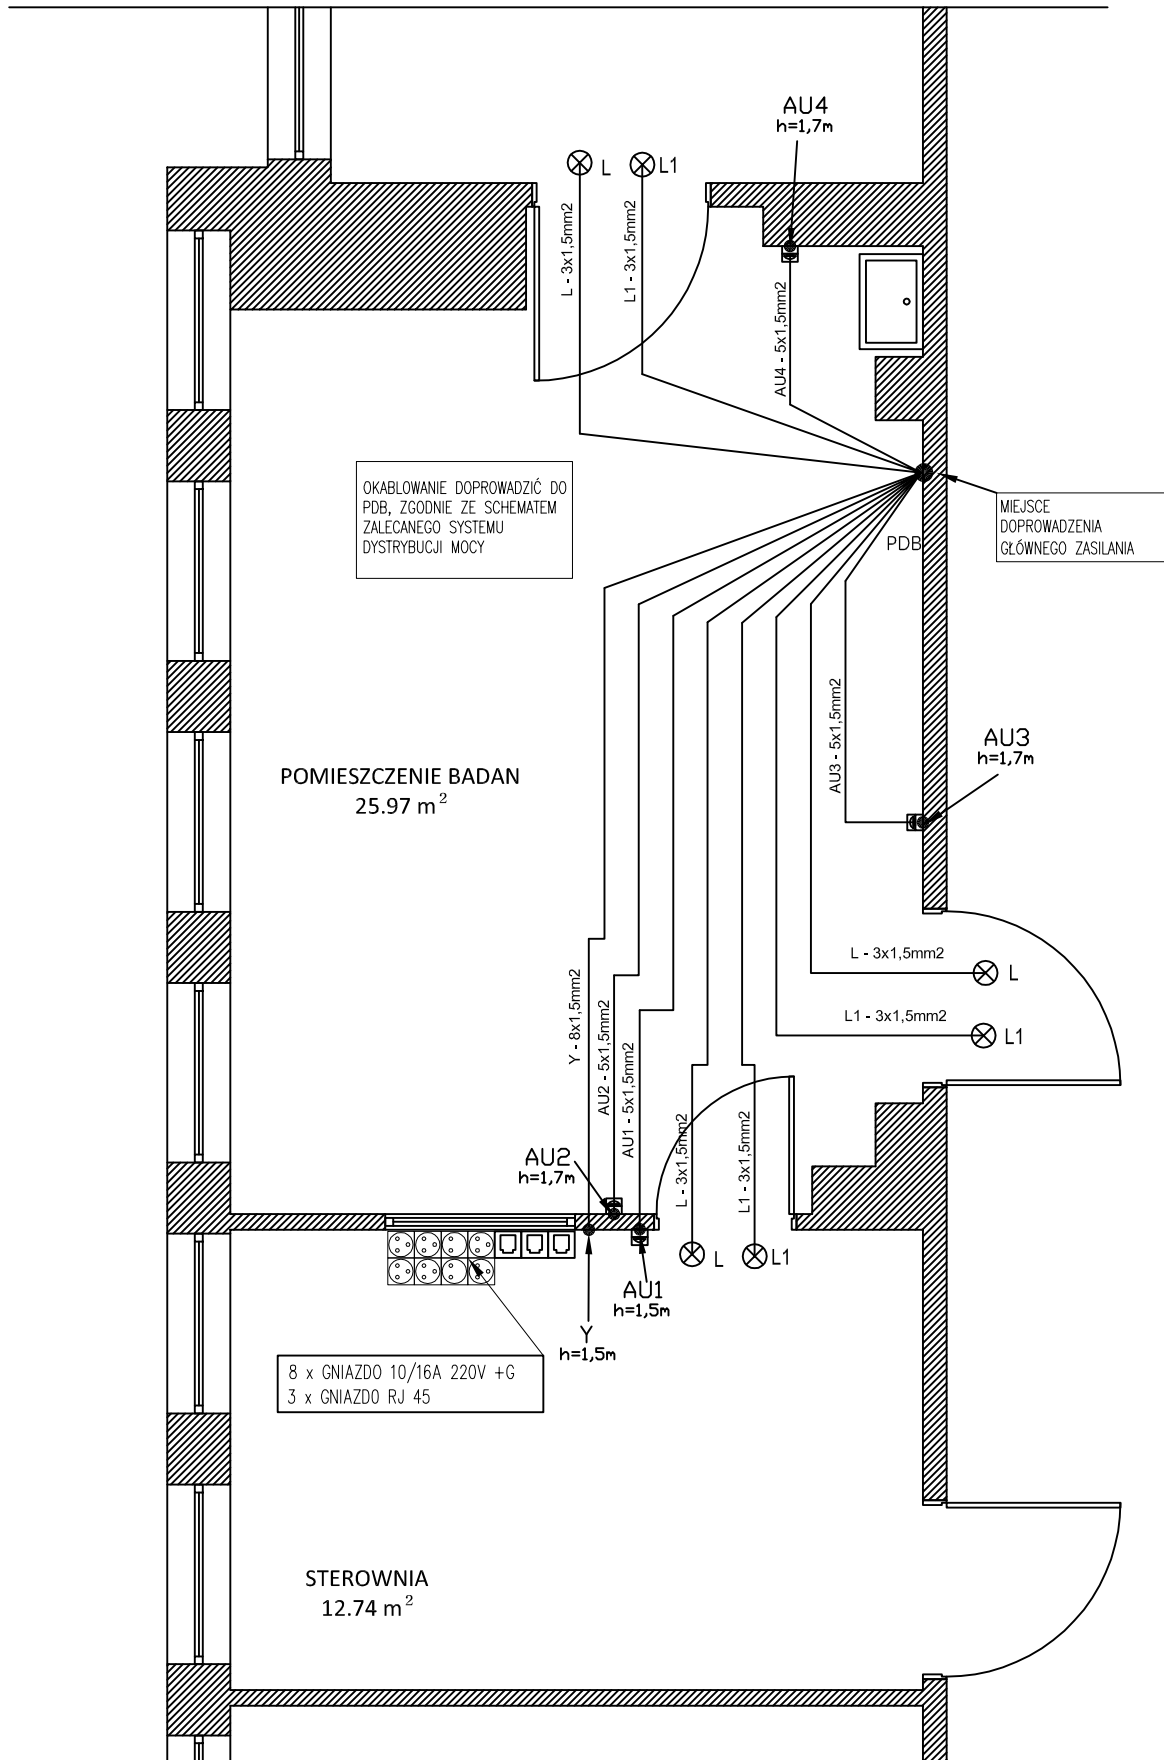 AU4
h=1,7m
L
L1
L - 3x1,5mm2
L1 - 3x1,5mm2
AU4 - 5x1,5mm2
OKABLOWANIE DOPROWADZIĆ DO
PDB, ZGODNIE ZE SCHEMATEM
ZALECANEGO SYSTEMU
DYSTRYBUCJI MOCY
MIEJSCE
DOPROWADZENIA
GŁÓWNEGO ZASILANIA
PDB
AU3 - 5x1,5mm2
AU3
h=1,7m
POMIESZCZENIE BADAN
25.97 m²
L - 3x1,5mm2
L
L1 - 3x1,5mm2
L1
Y - 8x1,5mm2
AU2 - 5x1,5mm2
AU1 - 5x1,5mm2
L - 3x1,5mm2
L1 - 3x1,5mm2
AU2
h=1,7m
L
L1
AU1
h=1,5m
Y
h=1,5m
8 x GNIAZDO 10/16A 220V +G
3 x GNIAZDO RJ 45
STEROWNIA
12.74 m²